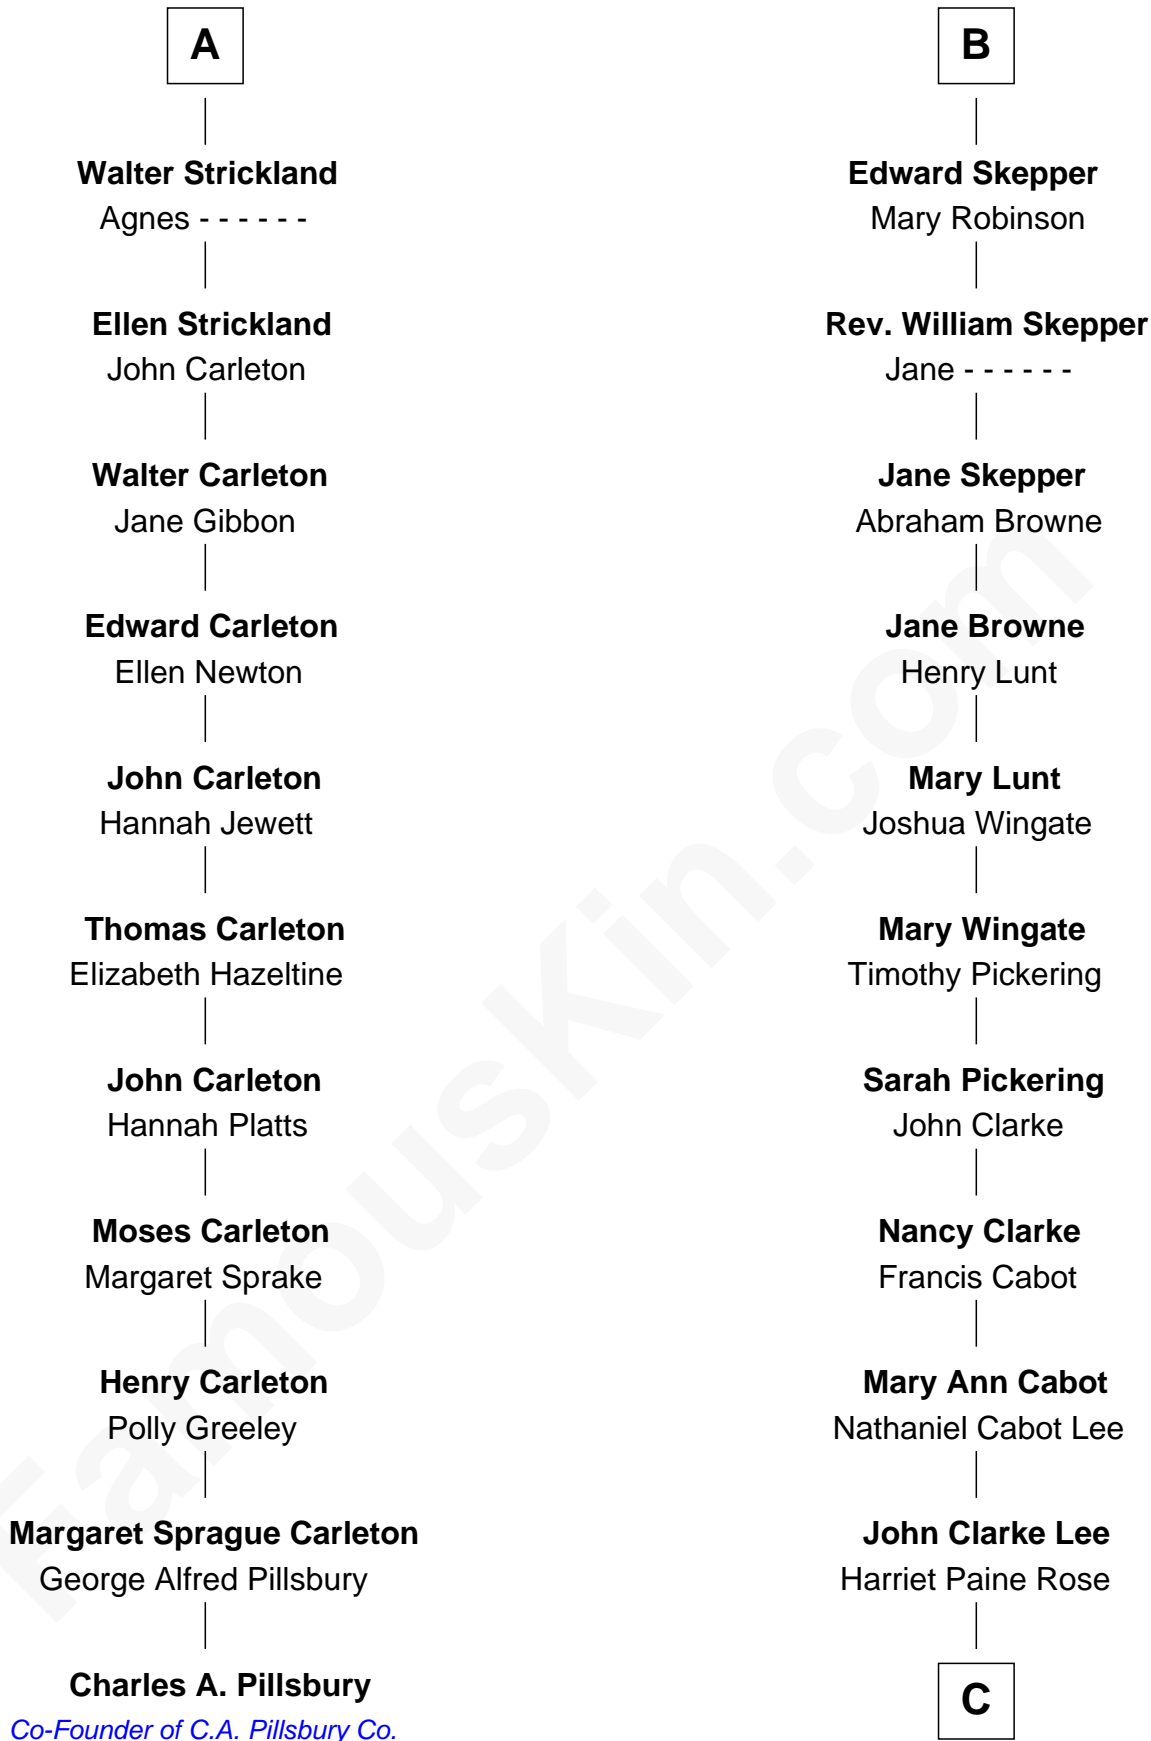 A
Walter Strickland
Agnes - - - - - -
Ellen Strickland
John Carleton
Walter Carleton
Jane Gibbon
Edward Carleton
Ellen Newton
John Carleton
Hannah Jewett
Thomas Carleton
Elizabeth Hazeltine
John Carleton
Hannah Platts
Moses Carleton
Margaret Sprake
Henry Carleton
Polly Greeley
Margaret Sprague Carleton
George Alfred Pillsbury
Charles A. Pillsbury
Co-Founder of C.A. Pillsbury Co.
B
Edward Skepper
Mary Robinson
Rev. William Skepper
Jane - - - - - -
Jane Skepper
Abraham Browne
Jane Browne
Henry Lunt
Mary Lunt
Joshua Wingate
Mary Wingate
Timothy Pickering
Sarah Pickering
John Clarke
Nancy Clarke
Francis Cabot
Mary Ann Cabot
Nathaniel Cabot Lee
John Clarke Lee
Harriet Paine Rose
C
FamousKin.com